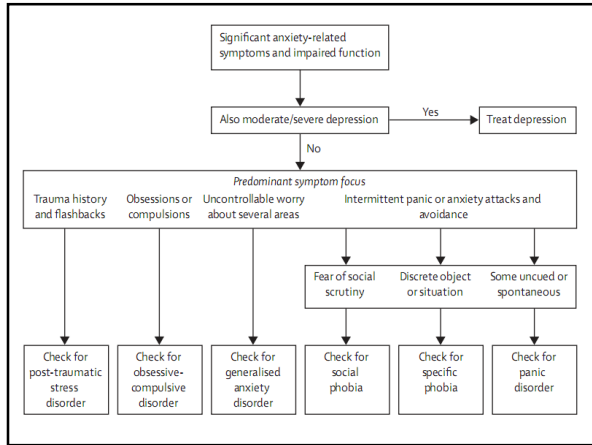 Significant anxiety-related
symptoms and impaired function
Also moderate/severe depression
Yes
Treat depression
No
Predominant symptom focus
Trauma history
and flashbacks
Obsessions or
compulsions
Uncontrollable worry
about several areas
Intermittent panic or anxiety attacks and
avoidance
Fear of social
scrutiny
Discrete object
or situation
Some uncued or
spontaneous
Check for
post-traumatic
stress
disorder
Check for
obsessive-
compulsive
disorder
Check for
generalised
anxiety
disorder
Check for
social
phobia
Check for
specific
phobia
Check for
panic
disorder